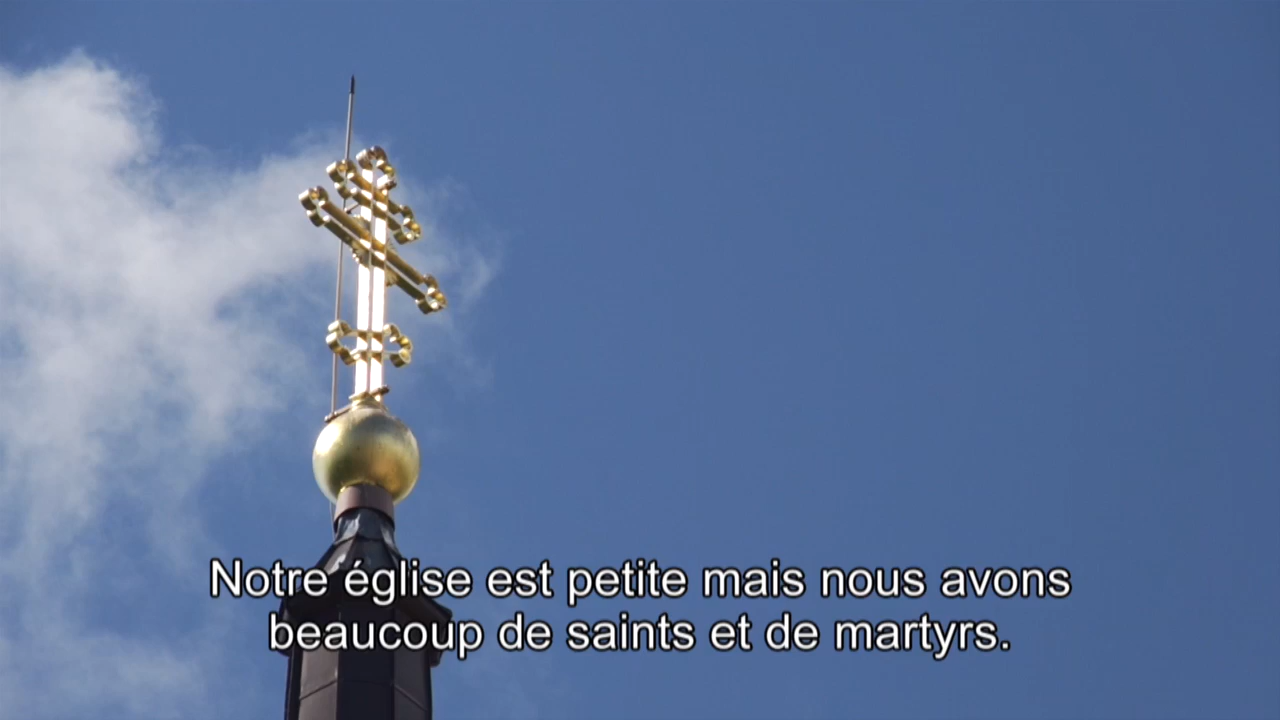 Notre église est petite mais nous avons
beaucoup de saints et de martyrs.